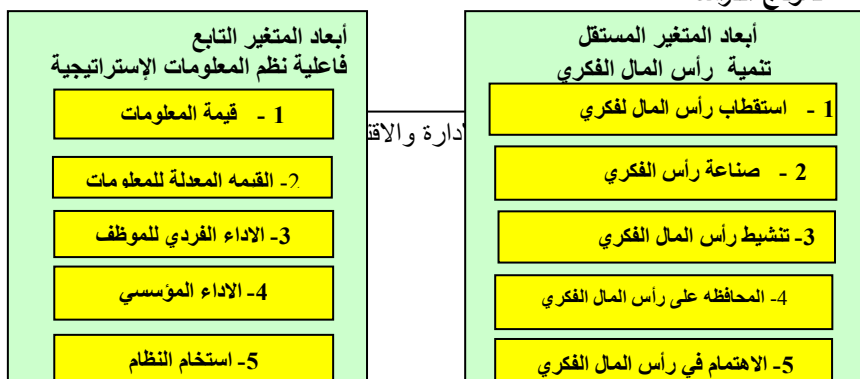 أبعاد المتغير المستقل
تنمية رأس المال الفكري
1 - استقطاب رأس المال لفكري
2 - صناعة رأس الفكري
3- تنشيط رأس المال الفكري
4- المحافظه على رأس المال الفكري
5- الاهتمام في رأس المال الفكري
أبعاد المتغير التابع
فاعلية نظم المعلومات الإستراتيجية
1 - قيمة المعلومات
2- القيمه المعدلة للمعلومات
3- الاداء الفردي للموظف
4- الاداء المؤسسي
5- استخام النظام